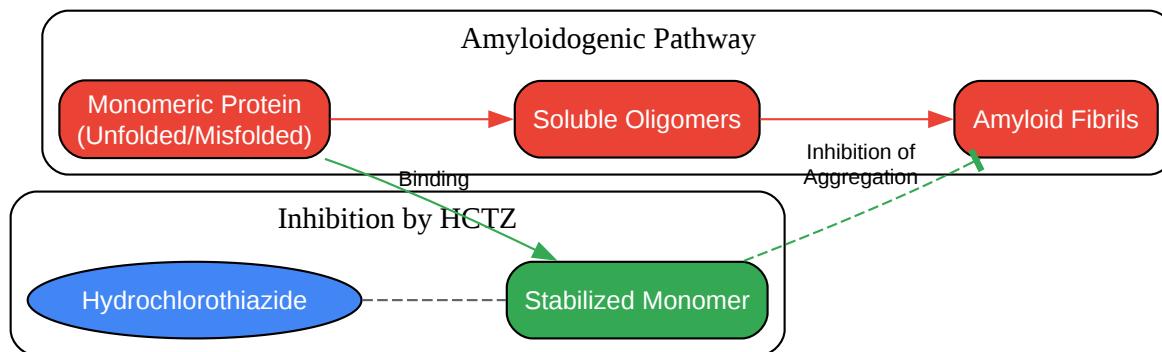 Amyloidogenic Pathway
Monomeric Protein
(Unfolded/Misfolded)
Soluble Oligomers
Amyloid Fibrils
Binding
Inhibition of
Aggregation
Inhibition by HCTZ
Hydrochlorothiazide
Stabilized Monomer